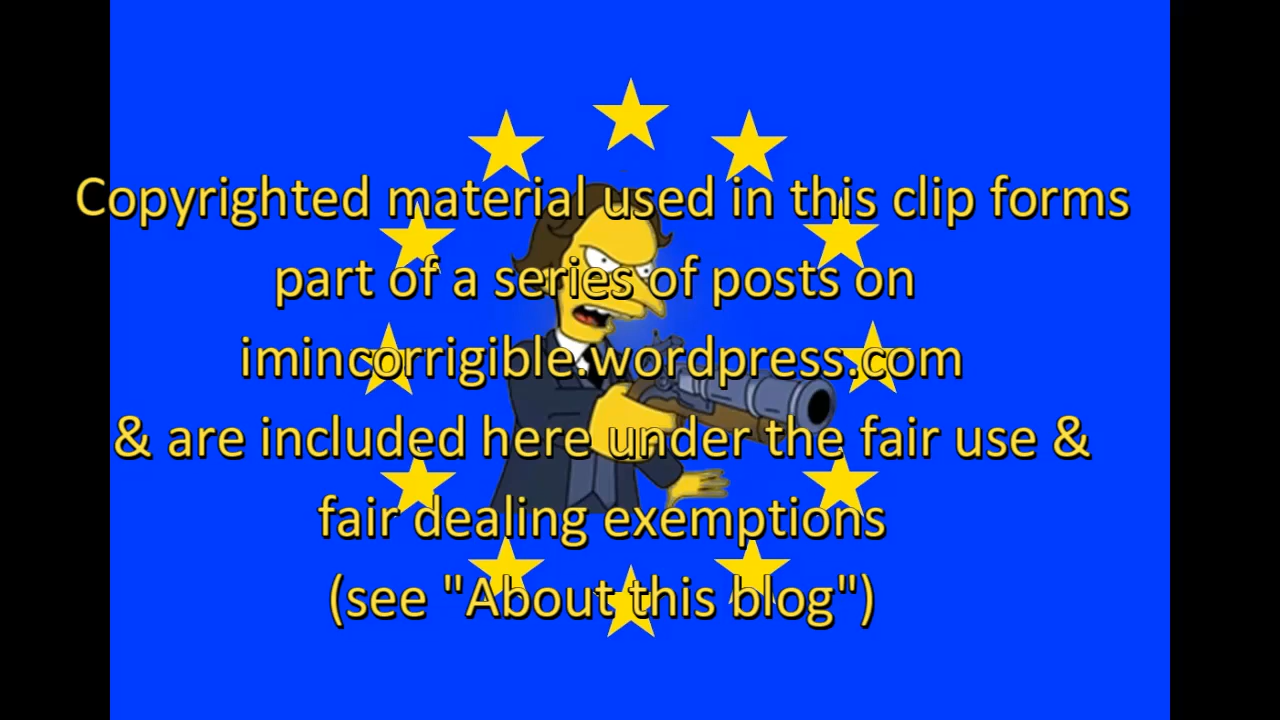 Copyrighted material used in this clip forms
part of a series of posts on
imincorrigible.wordpress.com
& are included here under the fair use &
fair dealing exemptions
(see "About this blog")